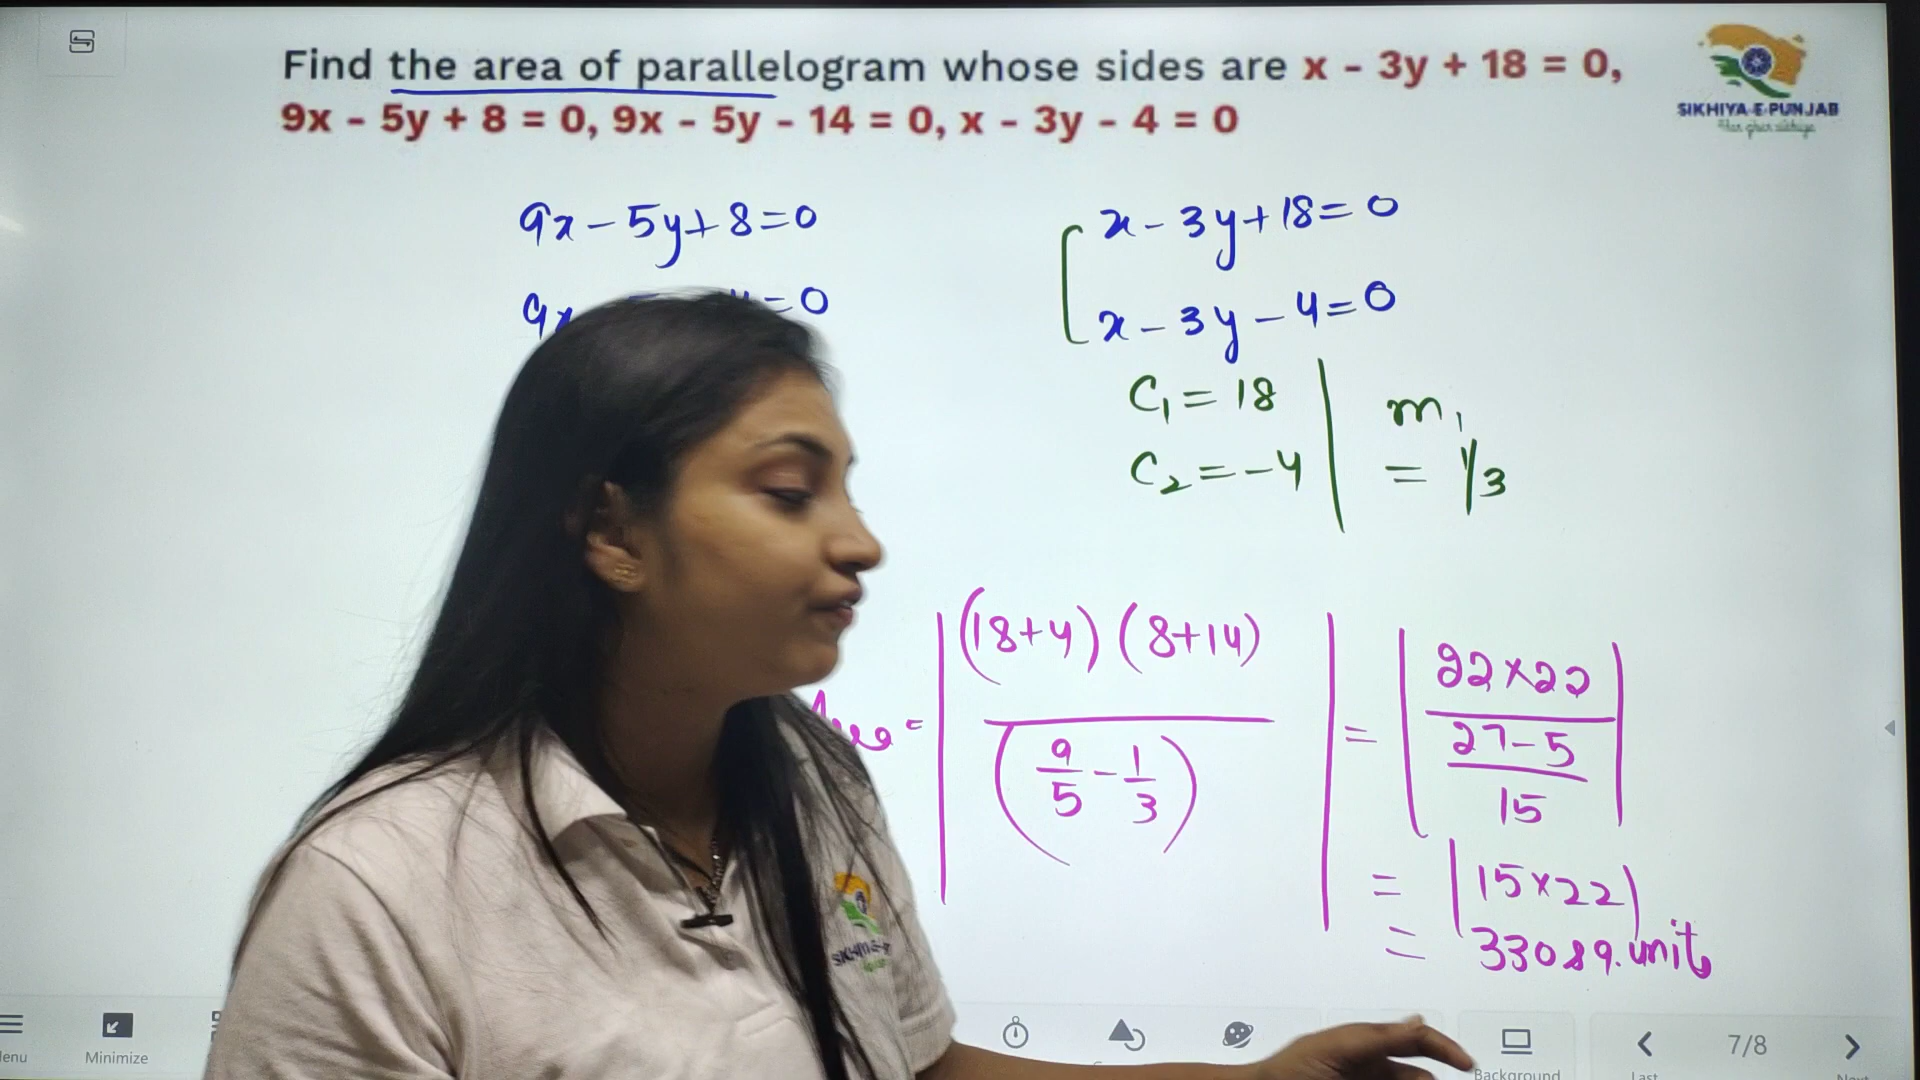 Find the area of parallelogram whose sides are x - 3y + 18 = 0,
9x - 5y + 8 = 0, 9x - 5y - 14 = 0, x - 3y - 4 = 0
SIKHIYA-E-PUNJAB
9x - 5y + 8 = 0
9x
= 0
x - 3y + 18 = 0
x - 3y - 4 = 0
C₁ = 18
C₂ = -4
m₁
= 1/3
= | (18+4) (8+14) / (9/5 - 1/3) | = | 22×22 / (27-5 / 15) |
= |15×22|
= 330 sq. units
Minimize
Background
7/8